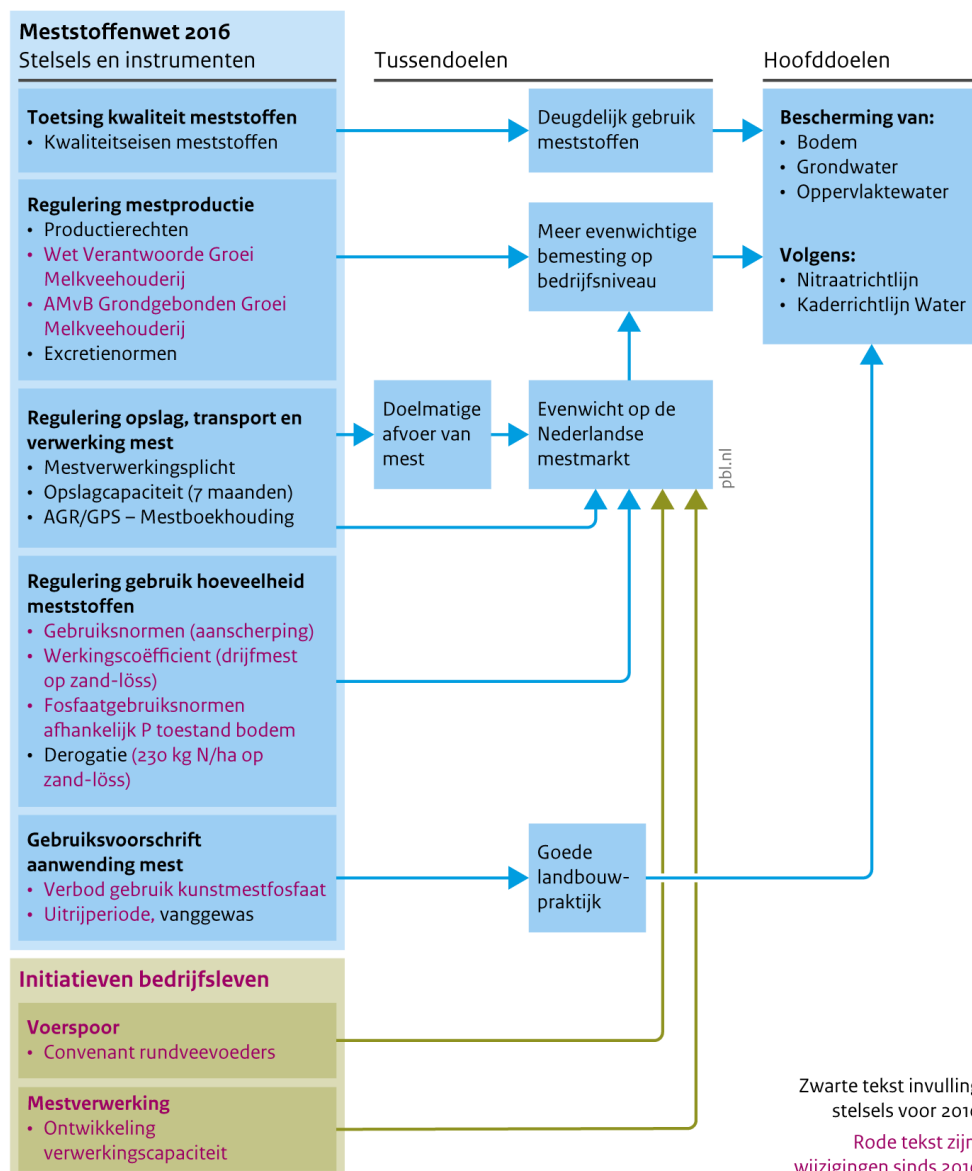 Meststoffenwet 2016
Stelsels en instrumenten
Tussendoelen
Hoofddoelen
Toetsing kwaliteit meststoffen
• Kwaliteitseisen meststoffen
Deugdelijk gebruik
meststoffen
Bescherming van:
• Bodem
• Grondwater
• Oppervlaktewater
Volgens:
• Nitraatrichtlijn
• Kaderrichtlijn Water
Regulering mestproductie
• Productierechten
• Wet Verantwoorde Groei
Melkveehouderij
• AMvB Grondgebonden Groei
Melkveehouderij
• Excretienormen
Meer evenwichtige
bemesting op
bedrijfsniveau
Regulering opslag, transport en
verwerking mest
• Mestverwerkingsplicht
• Opslagcapaciteit (7 maanden)
• AGR/GPS – Mestboekhouding
Doelmatige
afvoer van
mest
Evenwicht op de
Nederlandse
mestmarkt
pbl.nl
Regulering gebruik hoeveelheid
meststoffen
• Gebruiksnormen (aanscherping)
• Werkingscoëfficient (drijfmest
op zand-löss)
• Fosfaatgebruiksnormen
afhankelijk P toestand bodem
• Derogatie (230 kg N/ha op
zand-löss)
Gebruiksvoorschrift
aanwending mest
• Verbod gebruik kunstmestfosfaat
• Uitrijperiode, vanggewas
Goede
landbouw-
praktijk
Initiatieven bedrijfsleven
Voerspoor
• Convenant rundveevoeders
Mestverwerking
• Ontwikkeling
verwerkingscapaciteit
Zwarte tekst invulling
stelsels voor
Rode tekst zijn
wijzigingen sinds